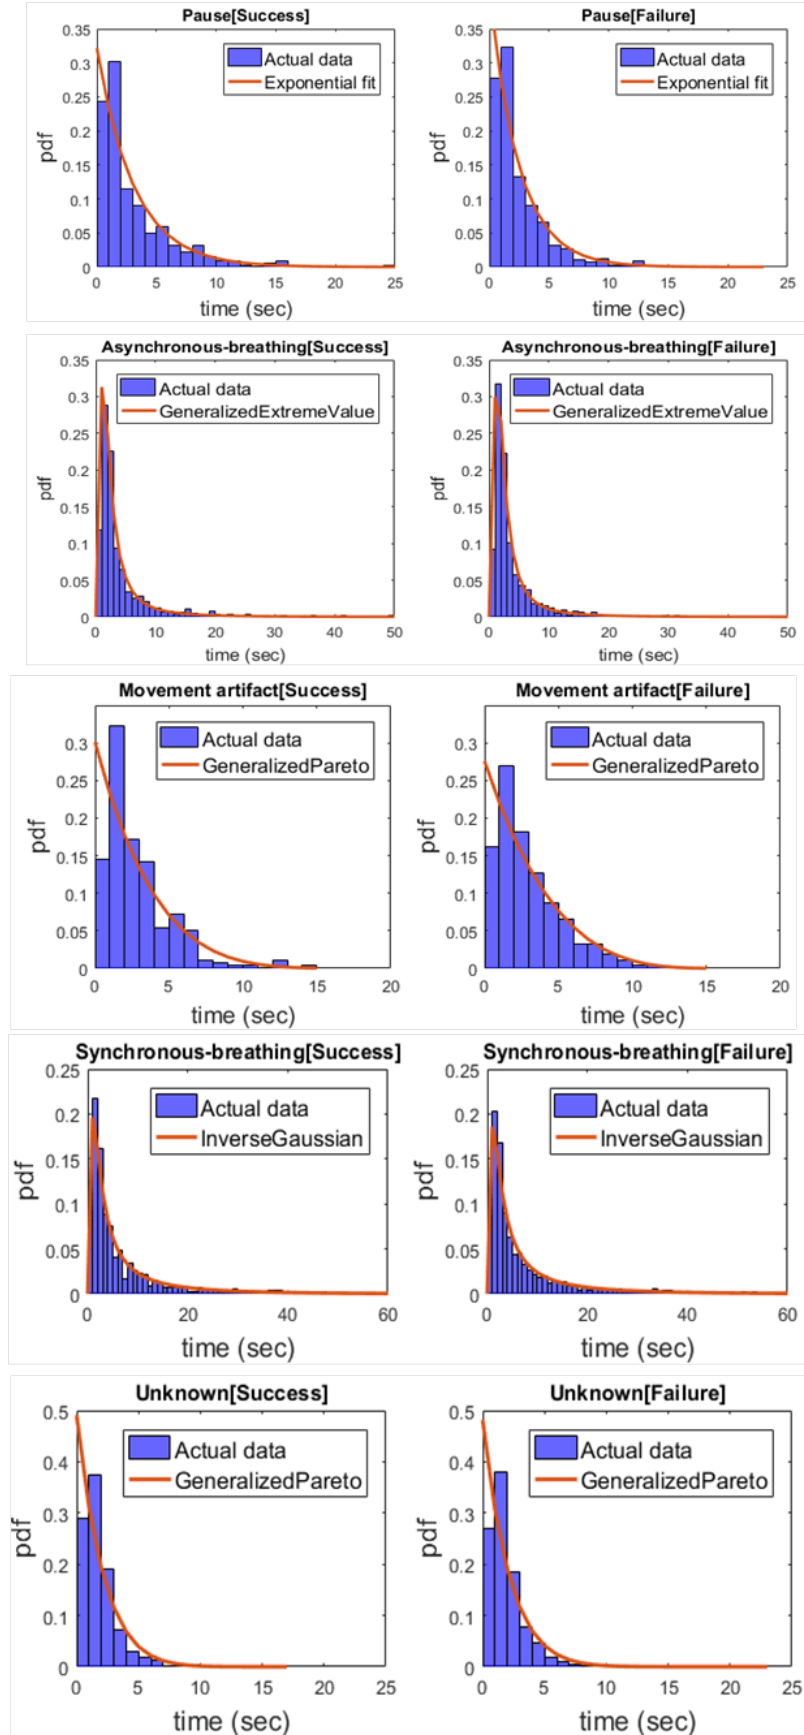 Pause[Success]
0.35
0.3
0.25
0.2
0.15
0.1
0.05
0
pdf
Actual data
Exponential fit
0 5 10 15 20 25
time (sec)
Pause[Failure]
0.35
0.3
0.25
0.2
0.15
0.1
0.05
0
pdf
Actual data
Exponential fit
0 5 10 15 20 25
time (sec)
Asynchronous-breathing[Success]
0.35
0.3
0.25
0.2
0.15
0.1
0.05
0
pdf
Actual data
GeneralizedExtremeValue
0 10 20 30 40 50
time (sec)
Asynchronous-breathing[Failure]
0.35
0.3
0.25
0.2
0.15
0.1
0.05
0
pdf
Actual data
GeneralizedExtremeValue
0 10 20 30 40 50
time (sec)
Movement artifact[Success]
0.3
0.25
0.2
0.15
0.1
0.05
0
pdf
Actual data
GeneralizedPareto
0 5 10 15 20
time (sec)
Movement artifact[Failure]
0.3
0.25
0.2
0.15
0.1
0.05
0
pdf
Actual data
GeneralizedPareto
0 5 10 15 20
time (sec)
Synchronous-breathing[Success]
0.25
0.2
0.15
0.1
0.05
0
pdf
Actual data
InverseGaussian
0 20 40 60
time (sec)
Synchronous-breathing[Failure]
0.25
0.2
0.15
0.1
0.05
0
pdf
Actual data
InverseGaussian
0 20 40 60
time (sec)
Unknown[Success]
0.5
0.4
0.3
0.2
0.1
0
pdf
Actual data
GeneralizedPareto
0 5 10 15 20 25
time (sec)
Unknown[Failure]
0.5
0.4
0.3
0.2
0.1
0
pdf
Actual data
GeneralizedPareto
0 5 10 15 20 25
time (sec)